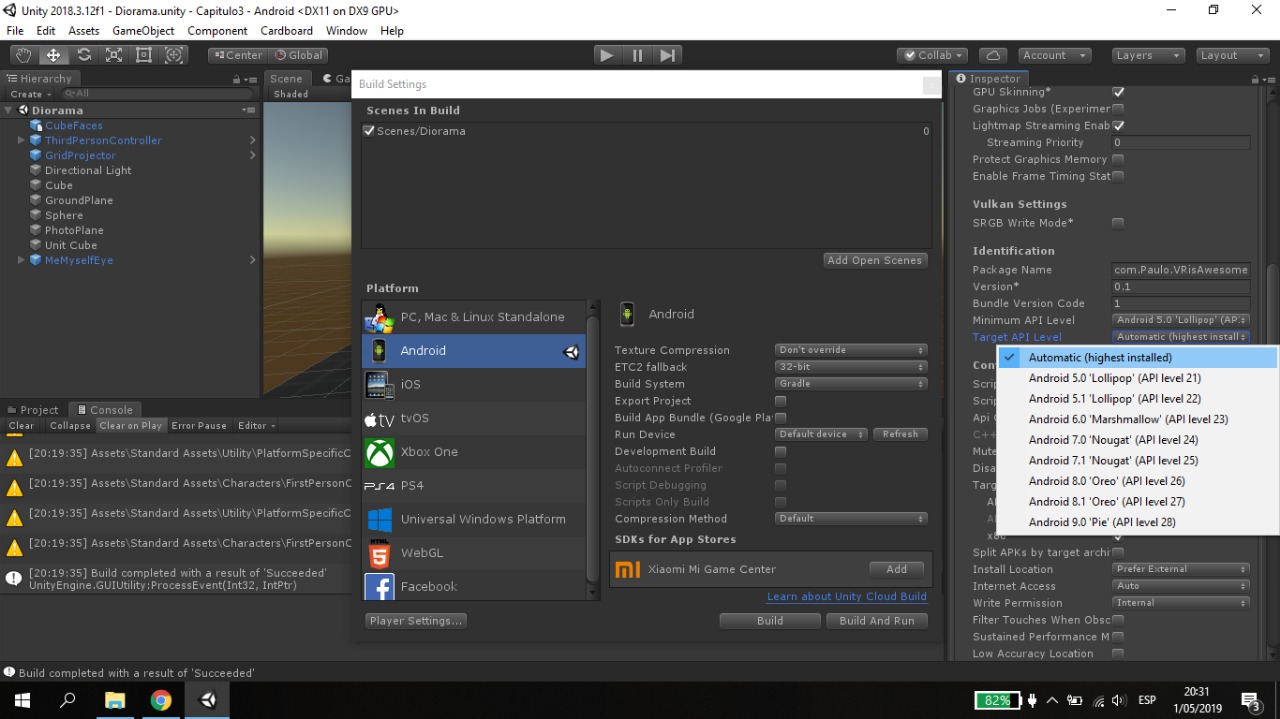 Unity 2018.3.12f1 - Diorama.unity - Capitulo3 - Android <DX11 on DX9 GPU>
File Edit Assets GameObject Component Cardboard Window Help
Center Global Collab Account Layers Layout
Hierarchy
Create All
Diorama
CubeFaces
ThirdPersonController
GridProjector
Directional Light
Cube
GroundPlane
Sphere
PhotoPlane
Unit Cube
MeMyselfEye
Scene Ga
Shaded
Build Settings
Scenes In Build
Scenes/Diorama 0
Add Open Scenes
Platform
PC, Mac & Linux Standalone
Android
iOS
tv tvOS
Xbox One
PS4
Universal Windows Platform
HTML
5 WebGL
Facebook
Player Settings...
Android
Texture Compression Don't override
ETC2 fallback 32-bit
Build System Gradle
Export Project
Build App Bundle (Google Pla
Run Device Default device Refresh
Development Build
Autoconnect Profiler
Script Debugging
Scripts Only Build
Compression Method Default
SDKs for App Stores
Xiaomi Mi Game Center Add
Learn about Unity Cloud Build
Build Build And Run
Inspector
GPU Skinning*
Graphics Jobs (Experimer
Lightmap Streaming Enab
Streaming Priority 0
Protect Graphics Memory
Enable Frame Timing Stat
Vulkan Settings
SRGB Write Mode*
Identification
Package Name com.Paulo.VRisAwesome
Version* 0.1
Bundle Version Code 1
Minimum API Level Android 5.0 'Lollipop' (AP:
Target API Level Automatic (highest install
Automatic (highest installed)
Android 5.0 'Lollipop' (API level 21)
Android 5.1 'Lollipop' (API level 22)
Android 6.0 'Marshmallow' (API level 23)
Android 7.0 'Nougat' (API level 24)
Android 7.1 'Nougat' (API level 25)
Android 8.0 'Oreo' (API level 26)
Android 8.1 'Oreo' (API level 27)
Android 9.0 'Pie' (API level 28)
Con
Scri
Scri
Api C
C++
Mute
Disa
Targ
Split APKs by target archi
Install Location Prefer External
Internet Access Auto
Write Permission Internal
Filter Touches When Obsc
Sustained Performance M
Low Accuracy Location
Project Console
Clear Collapse Clear on Play Error Pause Editor
[20:19:35] Assets\Standard Assets\Utility\PlatformSpecificC
[20:19:35] Assets\Standard Assets\Characters\FirstPersonC
[20:19:35] Assets\Standard Assets\Utility\PlatformSpecificC
[20:19:35] Assets\Standard Assets\Characters\FirstPersonC
[20:19:35] Build completed with a result of 'Succeeded'
UnityEngine.GUIUtility:ProcessEvent(Int32, IntPtr)
Build completed with a result of 'Succeeded'
82% ESP 20:31
1/05/2019 3